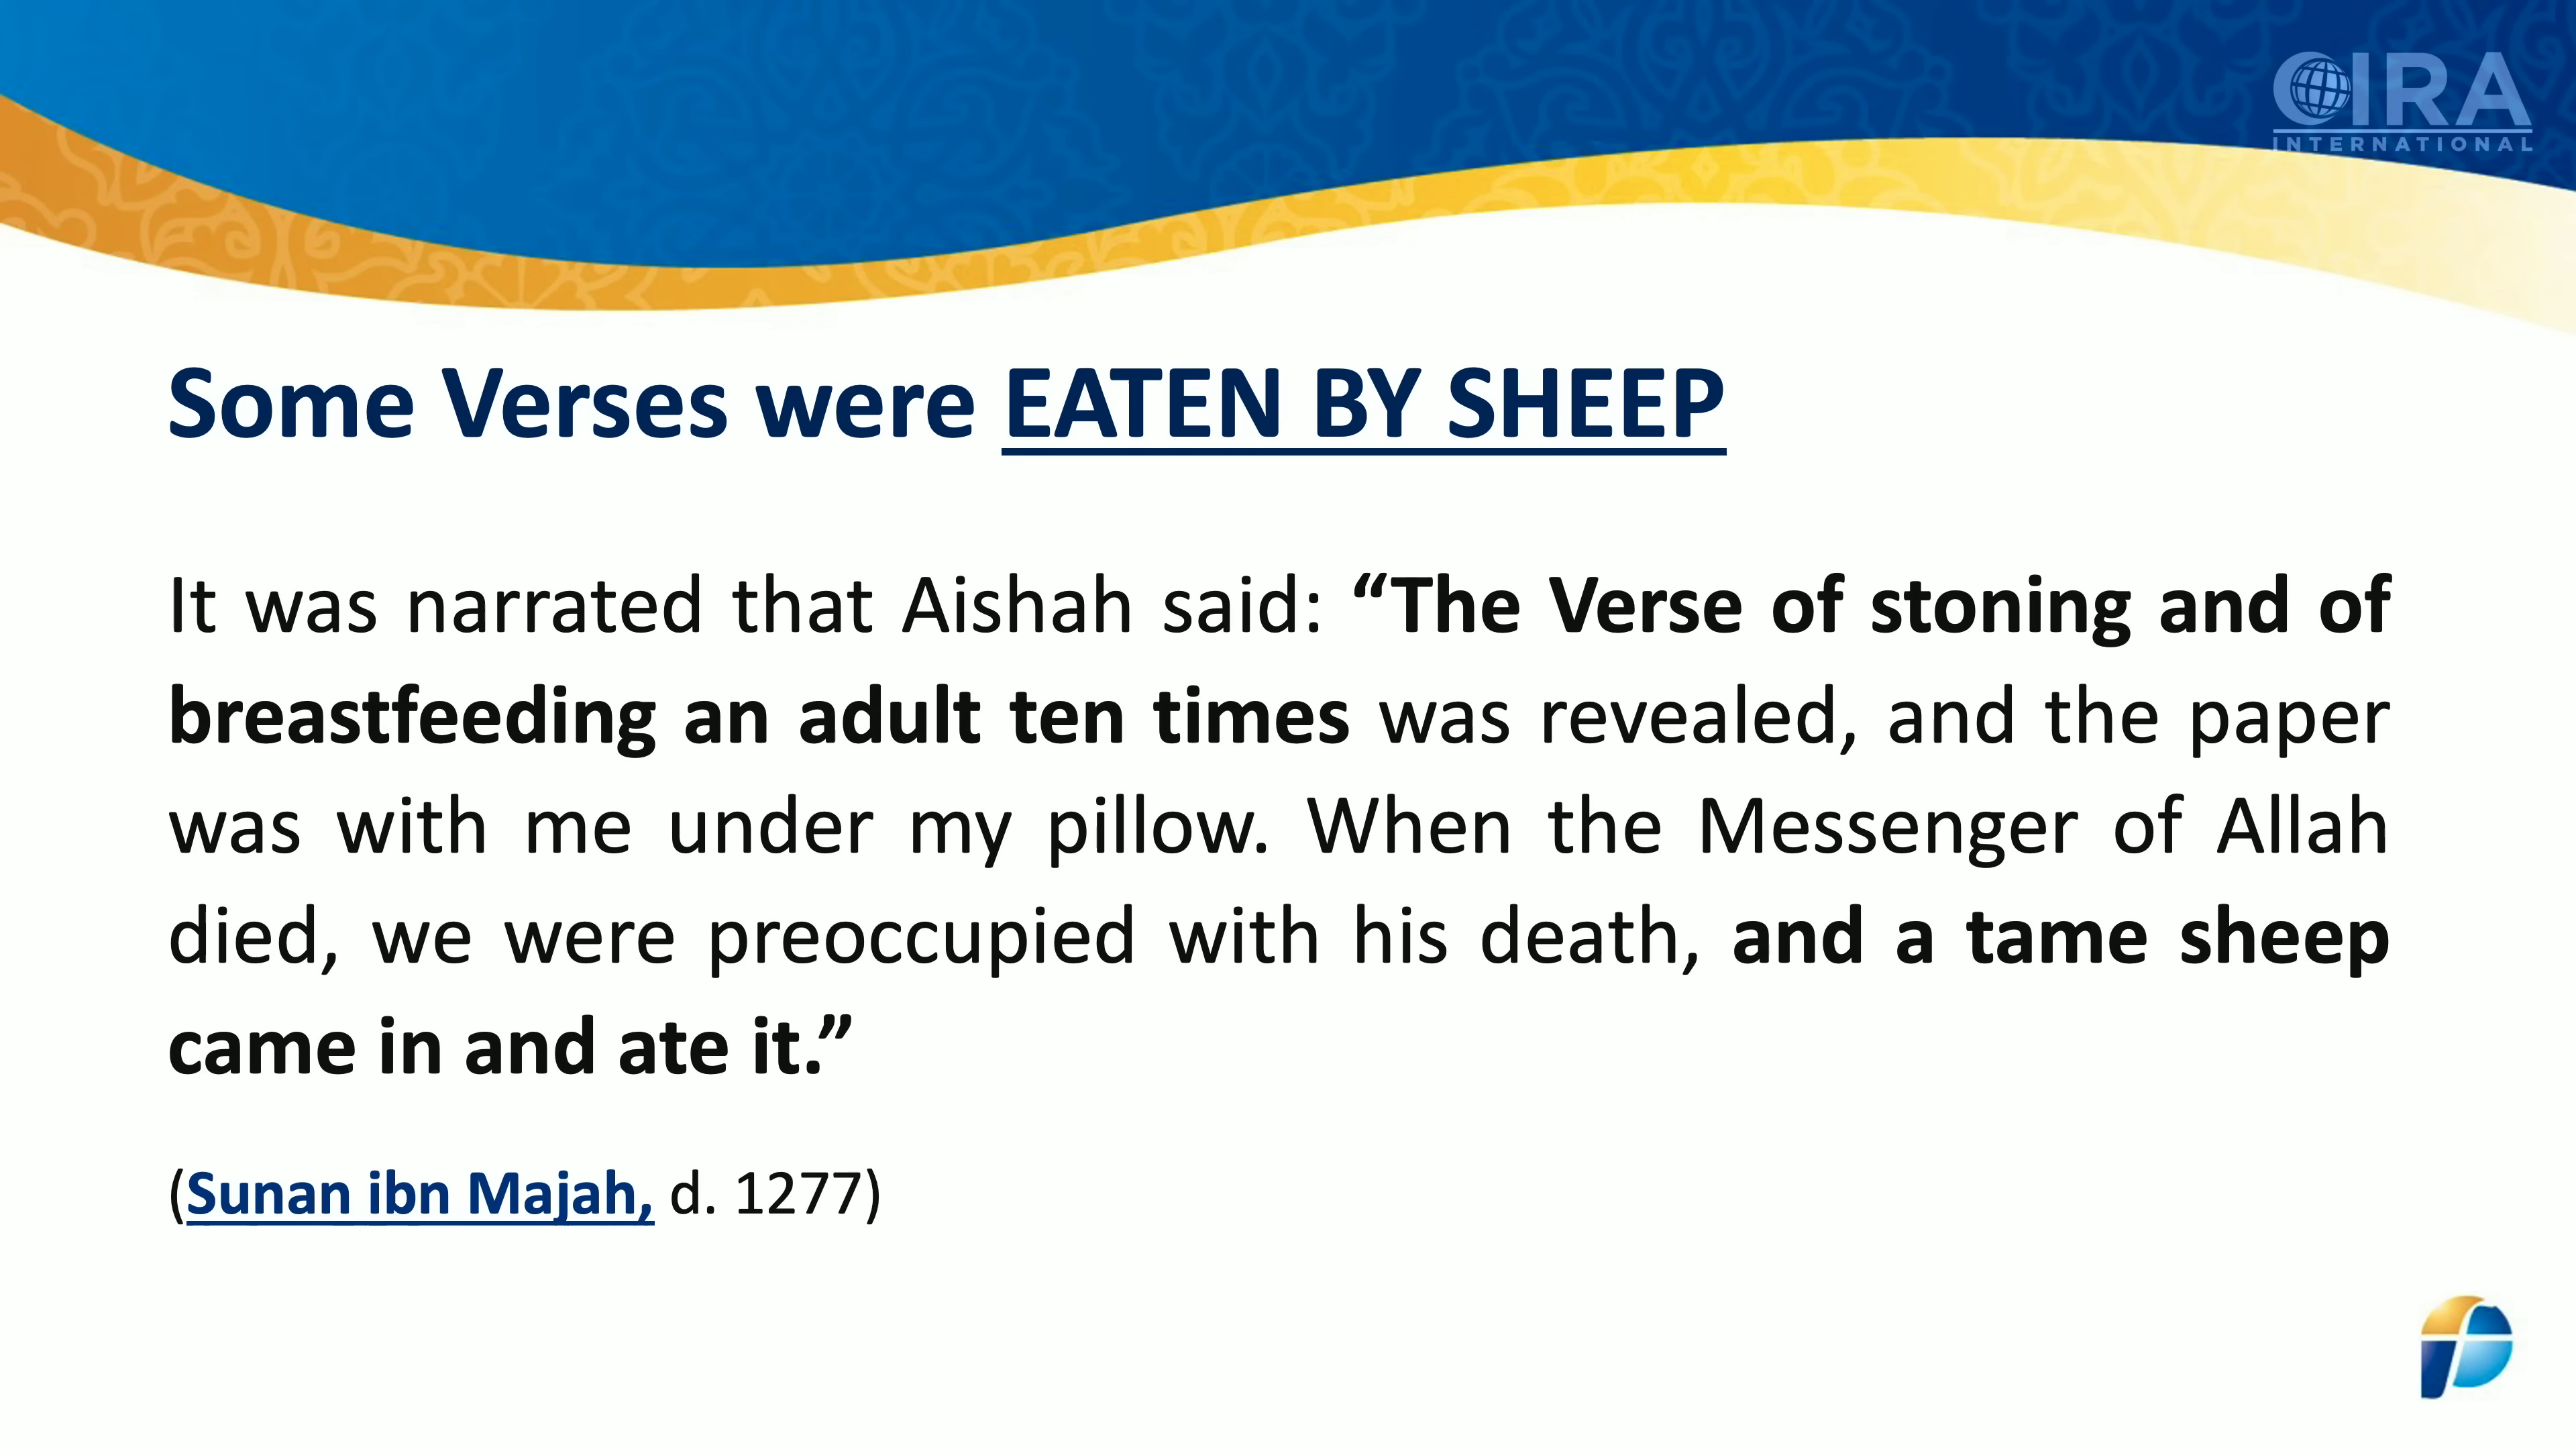 CIRA
INTERNATIONAL
Some Verses were EATEN BY SHEEP
It was narrated that Aishah said: “The Verse of stoning and of
breastfeeding an adult ten times was revealed, and the paper
was with me under my pillow. When the Messenger of Allah
died, we were preoccupied with his death, and a tame sheep
came in and ate it.”
(Sunan ibn Majah, d. 1277)